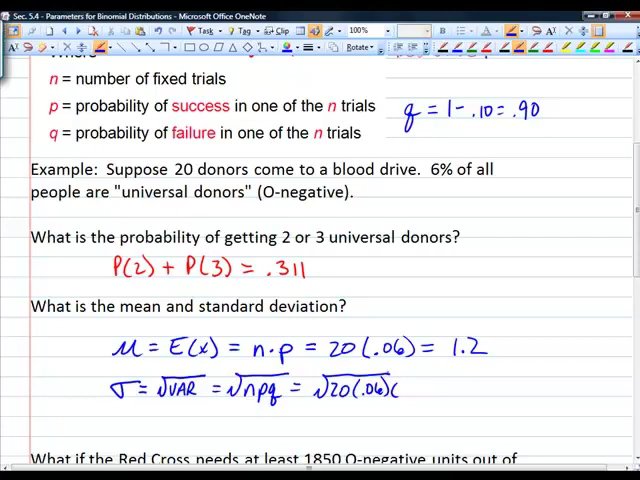 Sec. 5.4 - Parameters for Binomial Distributions - Microsoft Office OneNote
Task 100%
Rotate
n = number of fixed trials
p = probability of success in one of the n trials
q = probability of failure in one of the n trials
q = 1 - .10 = .90
Example: Suppose 20 donors come to a blood drive. 6% of all
people are "universal donors" (O-negative).
What is the probability of getting 2 or 3 universal donors?
P(2) + P(3) = .311
What is the mean and standard deviation?
μ = E(x) = n·p = 20(.06) = 1.2
σ = √VAR = √npq = √20(.06)(
What if the Red Cross needs at least 1850 O-negative units out of